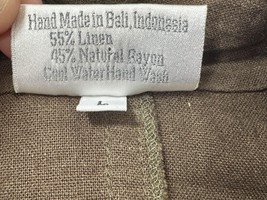 Hand Made in Bali, Indonesia
55% Linen
45% Natural Rayon
Cool Water Hand Wash
L